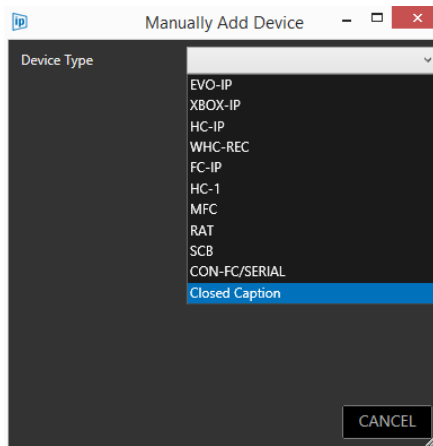 ip
Manually Add Device
Device Type
EVO-IP
XBOX-IP
HC-IP
WHC-REC
FC-IP
HC-1
MFC
RAT
SCB
CON-FC/SERIAL
Closed Caption
CANCEL